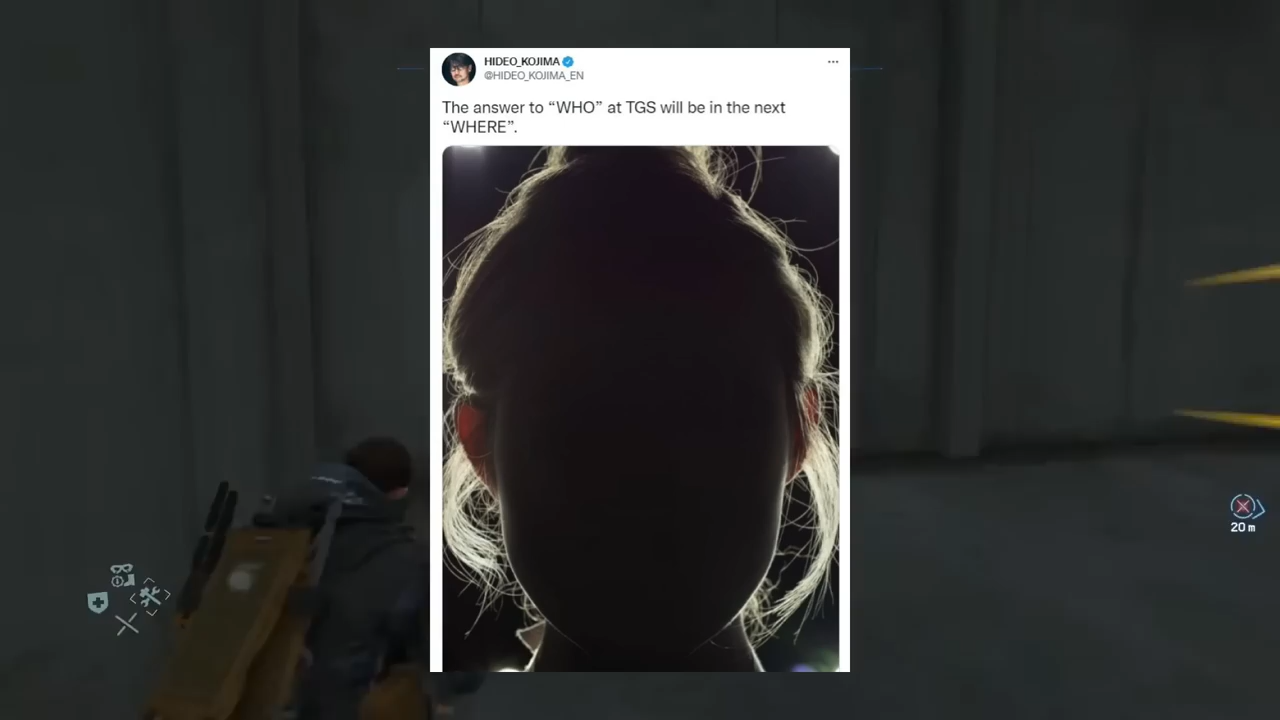 HIDEO_KOJIMA
@HIDEO_KOJIMA_EN
The answer to “WHO” at TGS will be in the next
“WHERE”.
20 m